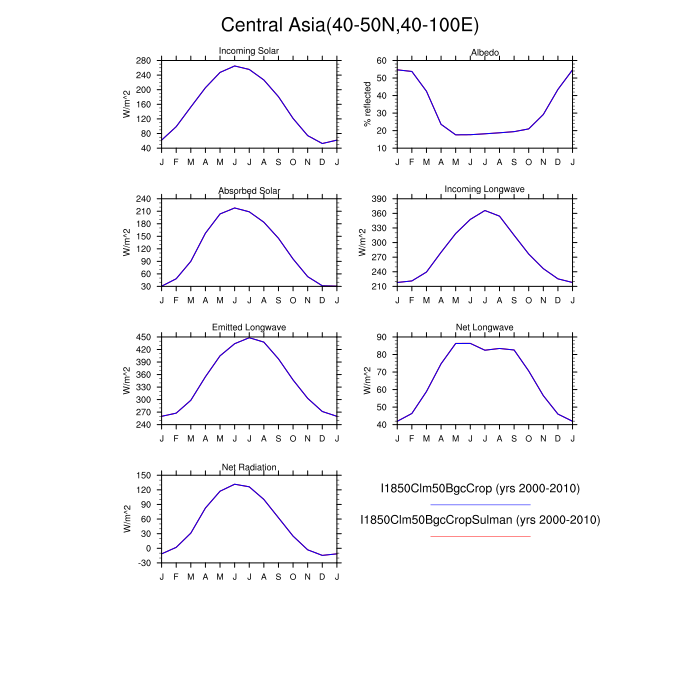 Central Asia(40-50N,40-100E)
Incoming Solar
W/m^2
280
240
200
160
120
80
40
J F M A M J J A S O N D J
Albedo
% reflected
60
50
40
30
20
10
J F M A M J J A S O N D J
Absorbed Solar
W/m^2
240
210
180
150
120
90
60
30
J F M A M J J A S O N D J
Incoming Longwave
W/m^2
390
360
330
300
270
240
210
J F M A M J J A S O N D J
Emitted Longwave
W/m^2
450
420
390
360
330
300
270
240
J F M A M J J A S O N D J
Net Longwave
W/m^2
90
80
70
60
50
40
J F M A M J J A S O N D J
Net Radiation
W/m^2
150
120
90
60
30
0
-30
J F M A M J J A S O N D J
I1850Clm50BgcCrop (yrs 2000-2010)
I1850Clm50BgcCropSulman (yrs 2000-2010)